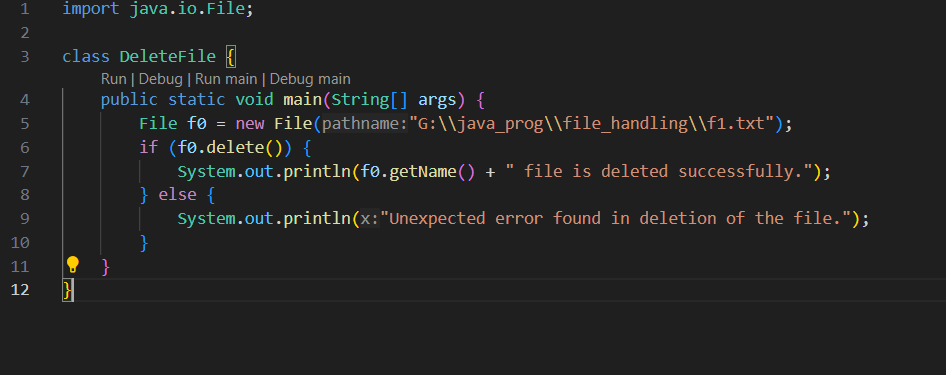 1 import java.io.File;
2
3 class DeleteFile {
Run | Debug | Run main | Debug main
4 public static void main(String[] args) {
5 File f0 = new File(pathname:"G:\\java_prog\\file_handling\\f1.txt");
6 if (f0.delete()) {
7 System.out.println(f0.getName() + " file is deleted successfully.");
8 } else {
9 System.out.println(x:"Unexpected error found in deletion of the file.");
10 }
11 }
12 }